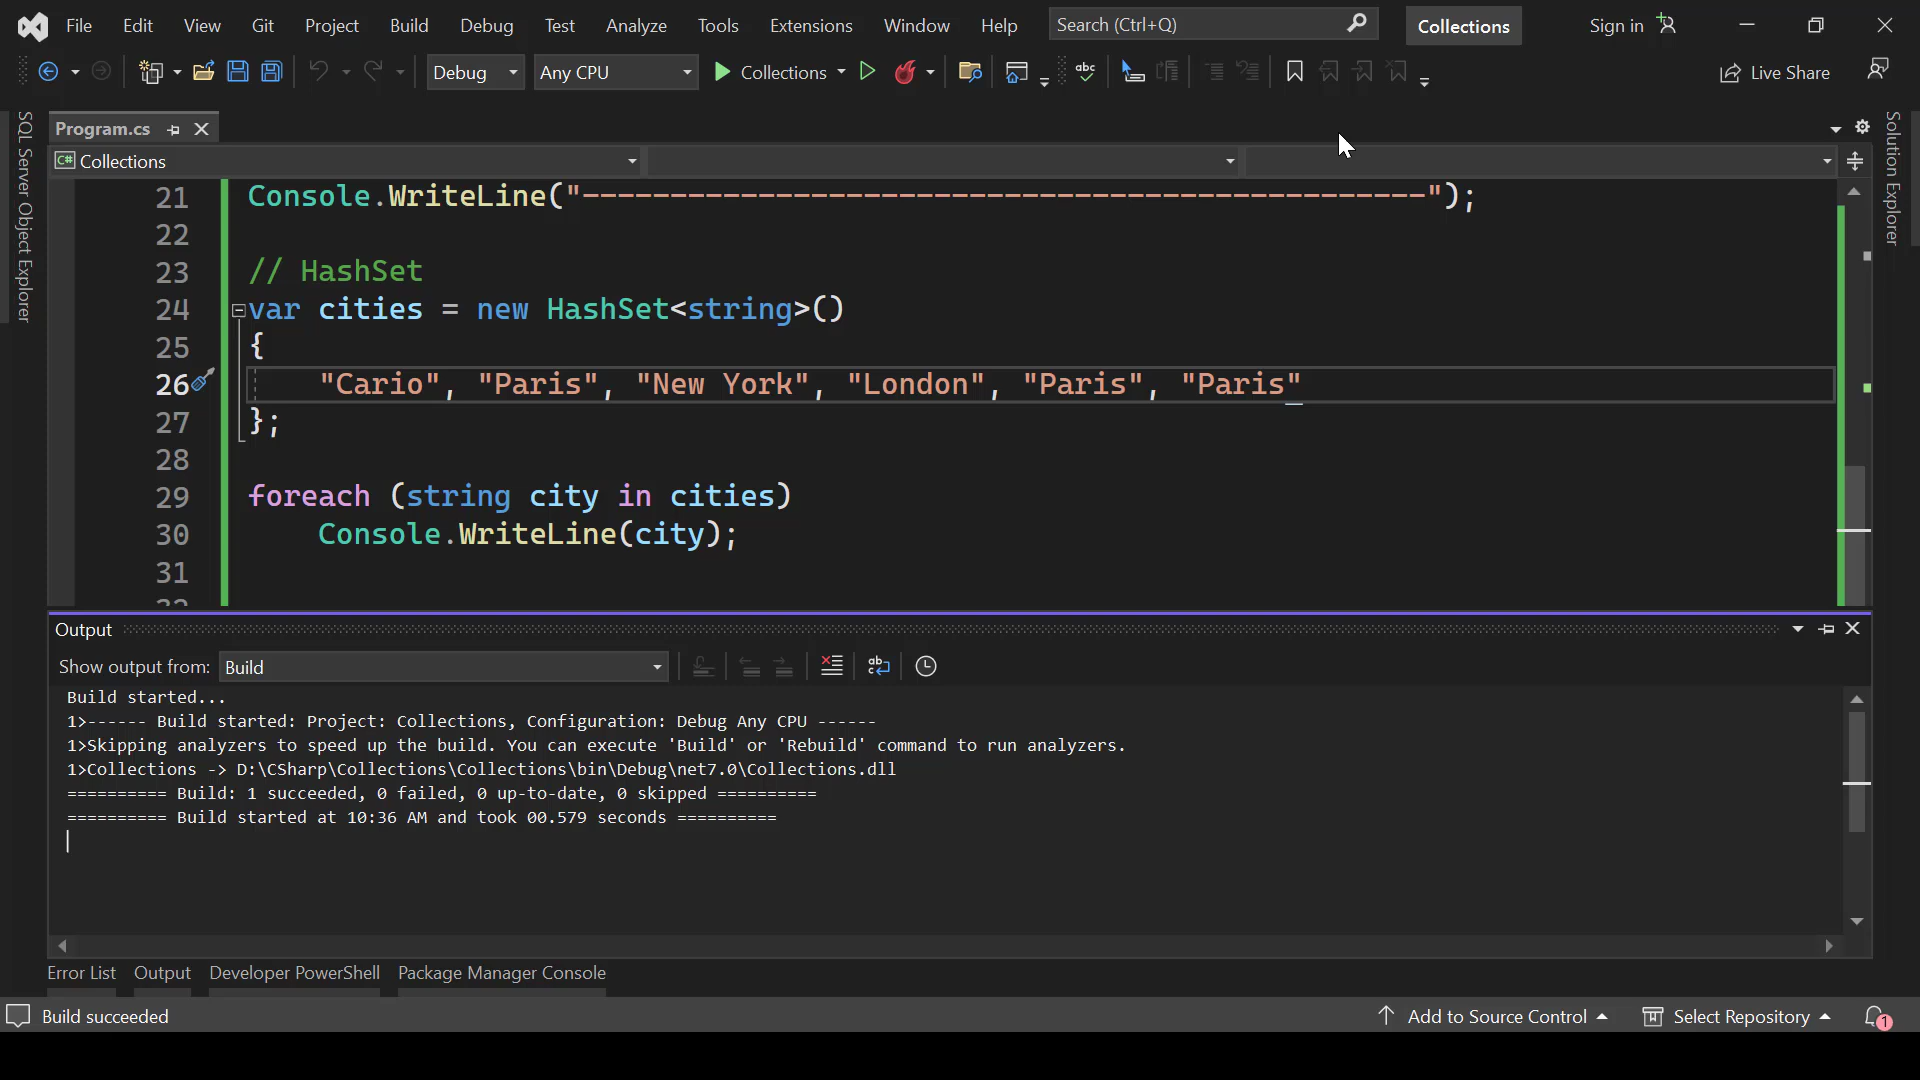 File Edit View Git Project Build Debug Test Analyze Tools Extensions Window Help Search (Ctrl+Q) Collections Sign in
Debug Any CPU Collections Live Share
SQL Server Object Explorer
Solution Explorer
Program.cs
C# Collections
21 Console.WriteLine("------------------------------------------------");
22
23 // HashSet
24 var cities = new HashSet<string>()
25 {
26 "Cario", "Paris", "New York", "London", "Paris", "Paris"
27 };
28
29 foreach (string city in cities)
30 Console.WriteLine(city);
31
Output
Show output from: Build
Build started...
1>------ Build started: Project: Collections, Configuration: Debug Any CPU ------
1>Skipping analyzers to speed up the build. You can execute 'Build' or 'Rebuild' command to run analyzers.
1>Collections -> D:\CSharp\Collections\Collections\bin\Debug\net7.0\Collections.dll
========== Build: 1 succeeded, 0 failed, 0 up-to-date, 0 skipped ==========
========== Build started at 10:36 AM and took 00.579 seconds ==========
Error List Output Developer PowerShell Package Manager Console
Build succeeded Add to Source Control Select Repository 1